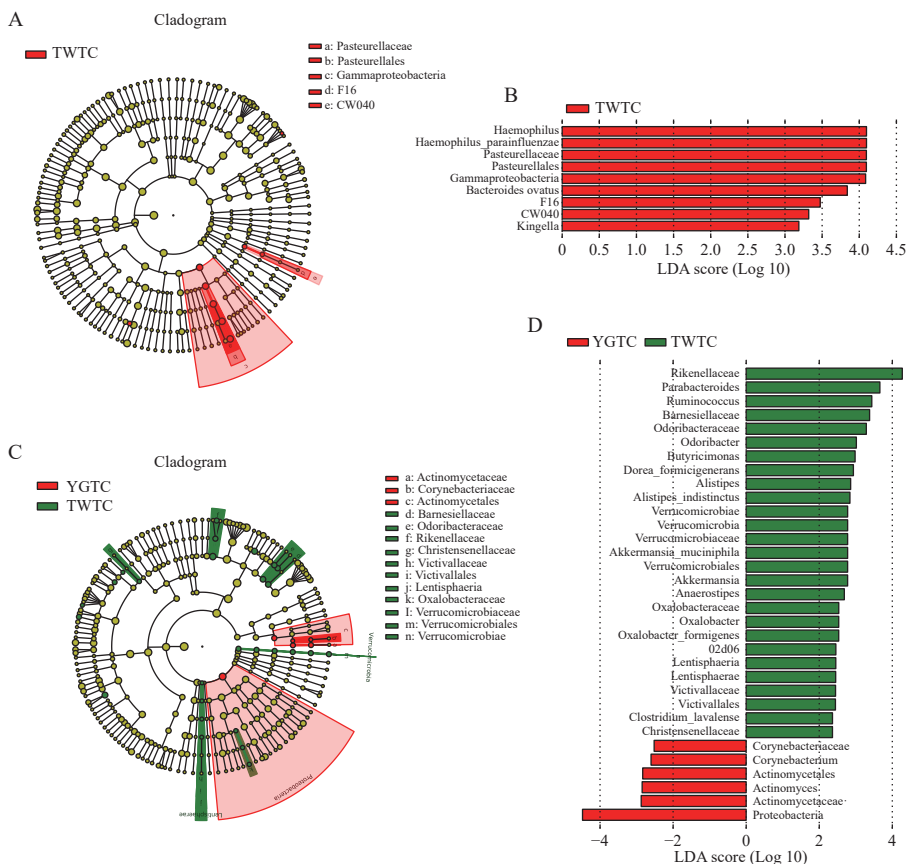 A
Cladogram
TWTC
a: Pasteurellaceae
b: Pasteurellales
c: Gammaproteobacteria
d: F16
e: CW040
B
TWTC
Haemophilus
Haemophilus_parainfluenzae
Pasteurellaceae
Pasteurellales
Gammaproteobacteria
Bacteroides ovatus
F16
CW040
Kingella
0 0.5 1.0 1.5 2.0 2.5 3.0 3.5 4.0 4.5
LDA score (Log 10)
b
c
C
Cladogram
YGTC
TWTC
a: Actinomycetaceae
b: Corynebacteriaceae
c: Actinomycetales
d: Barnesiellaceae
e: Odoribacteraceae
f: Rikenellaceae
g: Christensenellaceae
h: Victivallaceae
i: Victivallales
j: Lentisphaeria
k: Oxalobacteraceae
l: Verrucomicrobiaceae
m: Verrucomicrobiales
n: Verrucomicrobiae
Verrucomicrobia
Proteobacteria
Lentisphaerae
D
YGTC TWTC
Rikenellaceae
Parabacteroides
Ruminococcus
Barnesiellaceae
Odoribacteraceae
Odoribacter
Butyricimonas
Dorea_formicigenerans
Alistipes
Alistipes_indistinctus
Verrucomicrobiae
Verrucomicrobia
Verrucomicrobiaceae
Akkermansia_muciniphila
Verrucomicrobiales
Akkermansia
Anaerostipes
Oxalobacteraceae
Oxalobacter
Oxalobacter_formigenes
02d06
Lentisphaeria
Lentisphaerae
Victivallaceae
Victivallales
Clostridium_lavalense
Christensenellaceae
Corynebacteriaceae
Corynebacterium
Actinomycetales
Actinomyces
Actinomycetaceae
Proteobacteria
−4 −2 0 2 4
LDA score (Log 10)